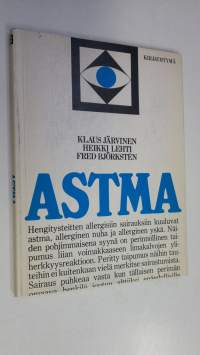 KIRJAYHTYMÄ
KLAUS JÄRVINEN
HEIKKI LEHTI
FRED BJÖRKSTÉN
ASTMA
Hengitysteitten allergisiin sairauksiin kuuluvat
astma, allerginen nuha ja allerginen yskä. Näi-
den pohjimmaisena syynä on perinnöllinen tai-
pumus liian voimakkaaseen limakalvojen yli-
herkkyysreaktioon. Peritty taipumus näihin tau-
teihin ei kuitenkaan vielä merkitse sairastumista.
Sairaus puhkeaa vasta kun tällaisen perimän